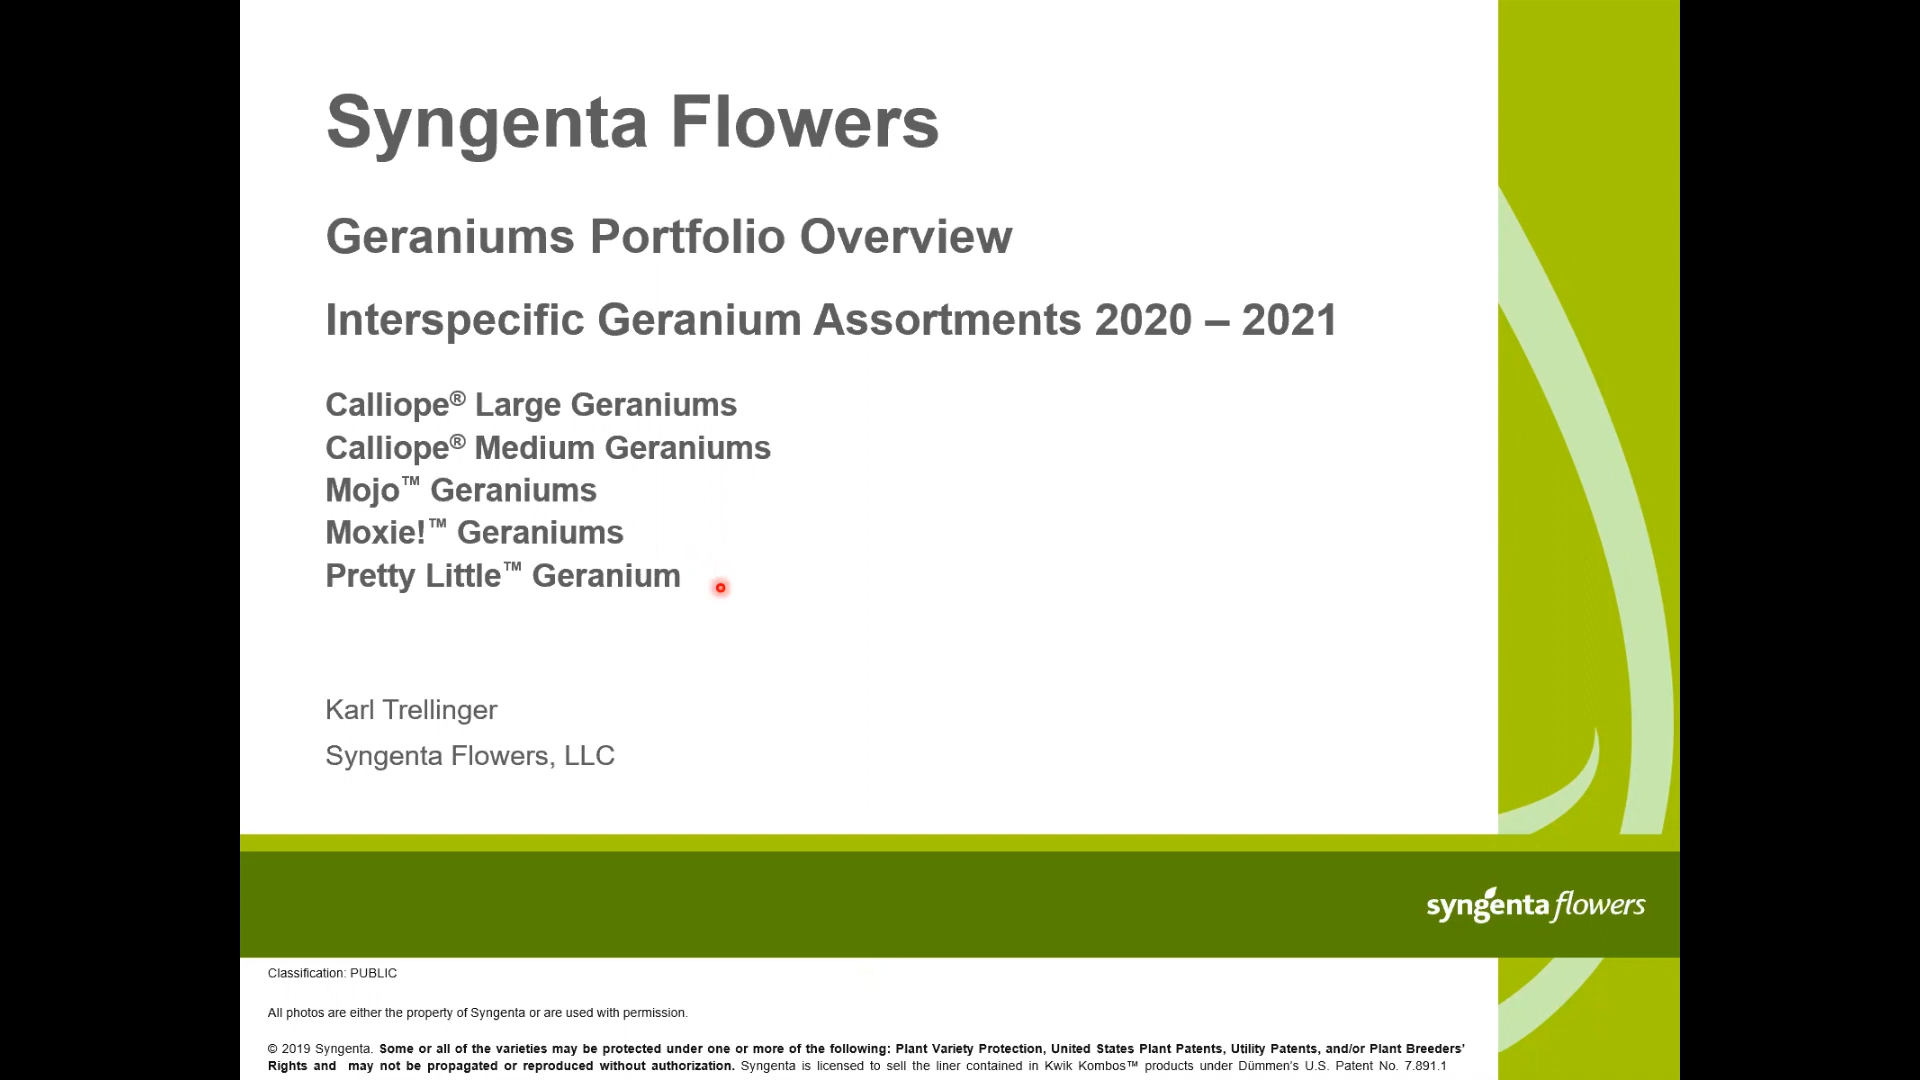 Syngenta Flowers
Geraniums Portfolio Overview
Interspecific Geranium Assortments 2020 – 2021
Calliope® Large Geraniums
Calliope® Medium Geraniums
Mojo™ Geraniums
Moxie!™ Geraniums
Pretty Little™ Geranium
Karl Trellinger
Syngenta Flowers, LLC
syngenta flowers
Classification: PUBLIC
All photos are either the property of Syngenta or are used with permission.
© 2019 Syngenta. Some or all of the varieties may be protected under one or more of the following: Plant Variety Protection, United States Plant Patents, Utility Patents, and/or Plant Breeders'
Rights and may not be propagated or reproduced without authorization. Syngenta is licensed to sell the liner contained in Kwik Kombos™ products under Dümmen's U.S. Patent No. 7.891.1